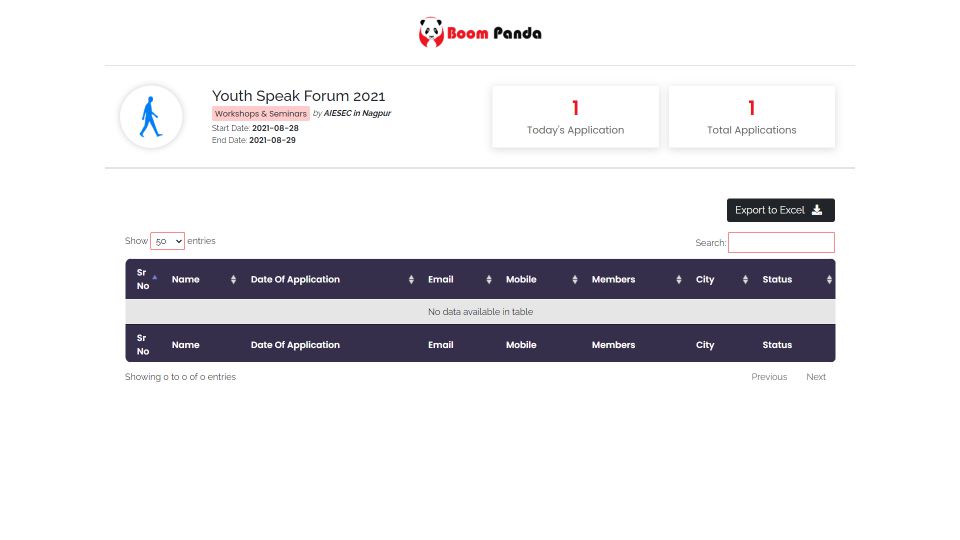 Boom Panda
Youth Speak Forum 2021
Workshops & Seminars by AIESEC in Nagpur
Start Date: 2021-08-28
End Date: 2021-08-29
1
Today's Application
1
Total Applications
Export to Excel
Show 50 entries
Search:
Sr No Name Date Of Application Email Mobile Members City Status
No data available in table
Sr No Name Date Of Application Email Mobile Members City Status
Showing 0 to 0 of 0 entries
Previous Next